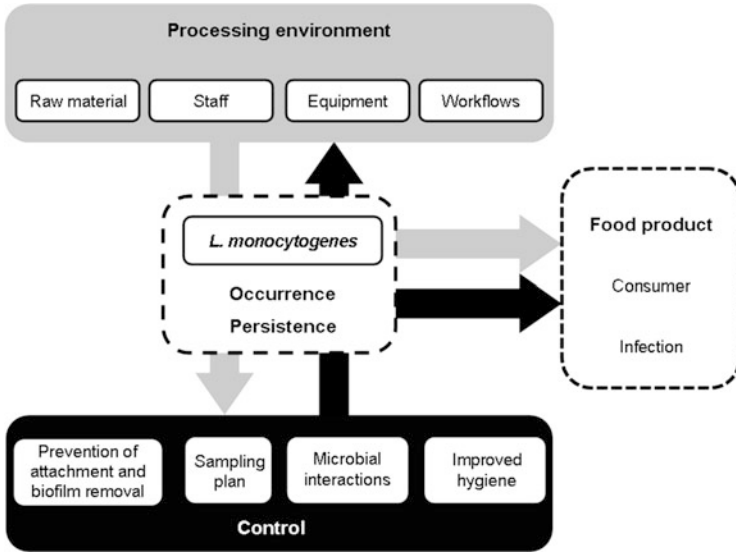 Processing environment
Raw material
Staff
Equipment
Workflows
L. monocytogenes
Occurrence
Persistence
Food product
Consumer
Infection
Prevention of
attachment and
biofilm removal
Sampling
plan
Microbial
interactions
Improved
hygiene
Control